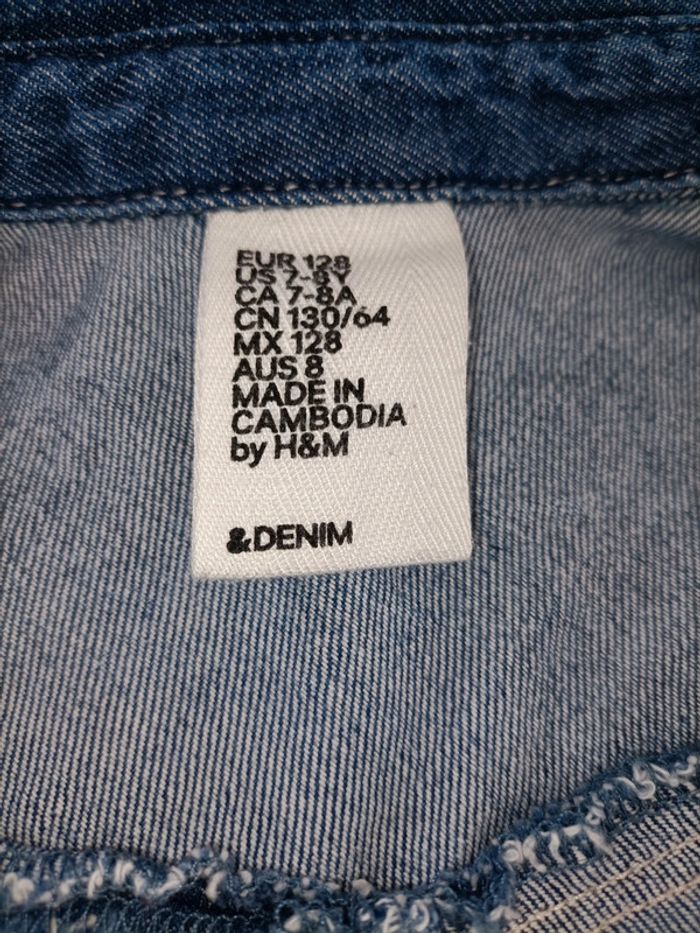 EUR 128
US 7-8Y
CA 7-8A
CN 130/64
MX 128
AUS 8
MADE IN
CAMBODIA
by H&M
&DENIM